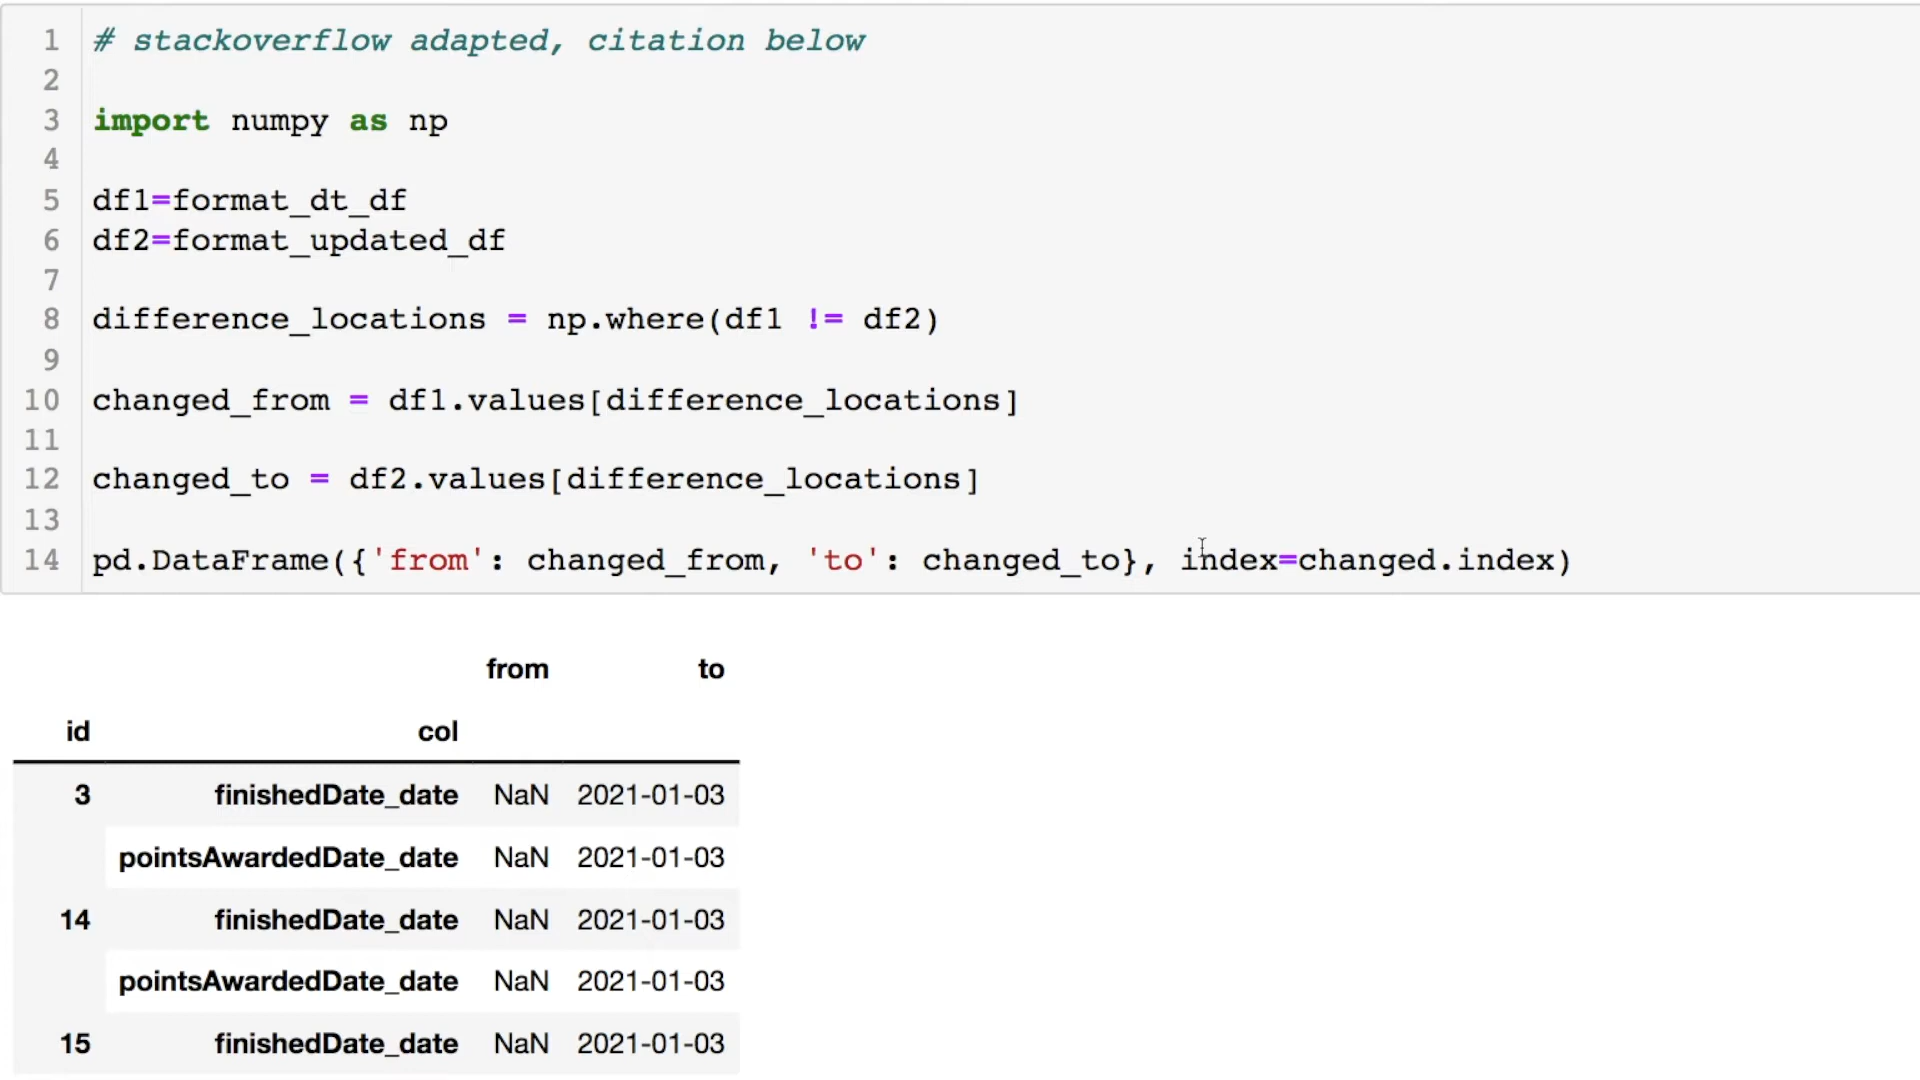 1 # stackoverflow adapted, citation below
2
3 import numpy as np
4
5 df1=format_dt_df
6 df2=format_updated_df
7
8 difference_locations = np.where(df1 != df2)
9
10 changed_from = df1.values[difference_locations]
11
12 changed_to = df2.values[difference_locations]
13
14 pd.DataFrame({'from': changed_from, 'to': changed_to}, index=changed.index)
from to
id col
3 finishedDate_date NaN 2021-01-03
pointsAwardedDate_date NaN 2021-01-03
14 finishedDate_date NaN 2021-01-03
pointsAwardedDate_date NaN 2021-01-03
15 finishedDate_date NaN 2021-01-03